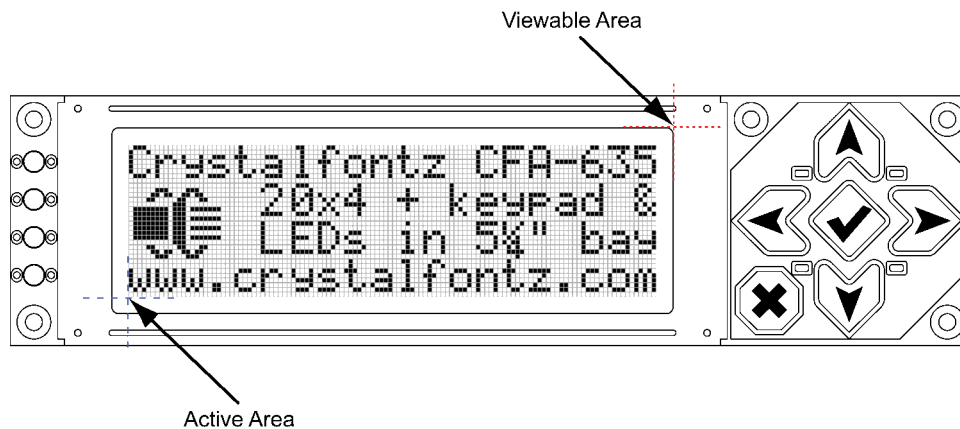 Viewable Area
Crystalfontz CFA-635
20x4 + keypad &
LEDs in 5¼" bay
www.crystalfontz.com
Active Area